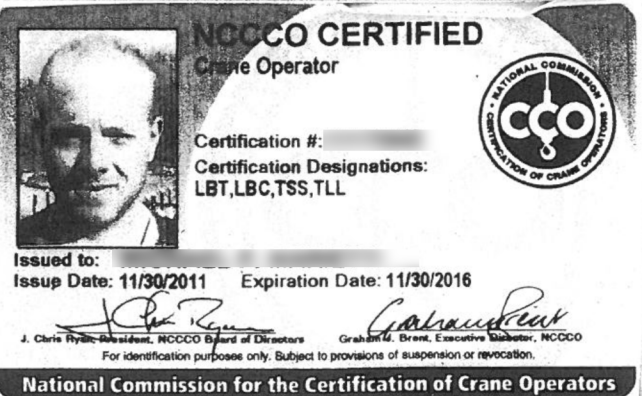 NCCCO CERTIFIED
Crane Operator
NATIONAL COMMISSION
CCO
CERTIFICATION OF CRANE OPERATORS
Certification #:
Certification Designations:
LBT,LBC,TSS,TLL
Issued to:
Issue Date: 11/30/2011 Expiration Date: 11/30/2016
J. Chris Ryan, President, NCCCO Board of Directors Graham J. Brent, Executive Director, NCCCO
For identification purposes only. Subject to provisions of suspension or revocation.
National Commission for the Certification of Crane Operators